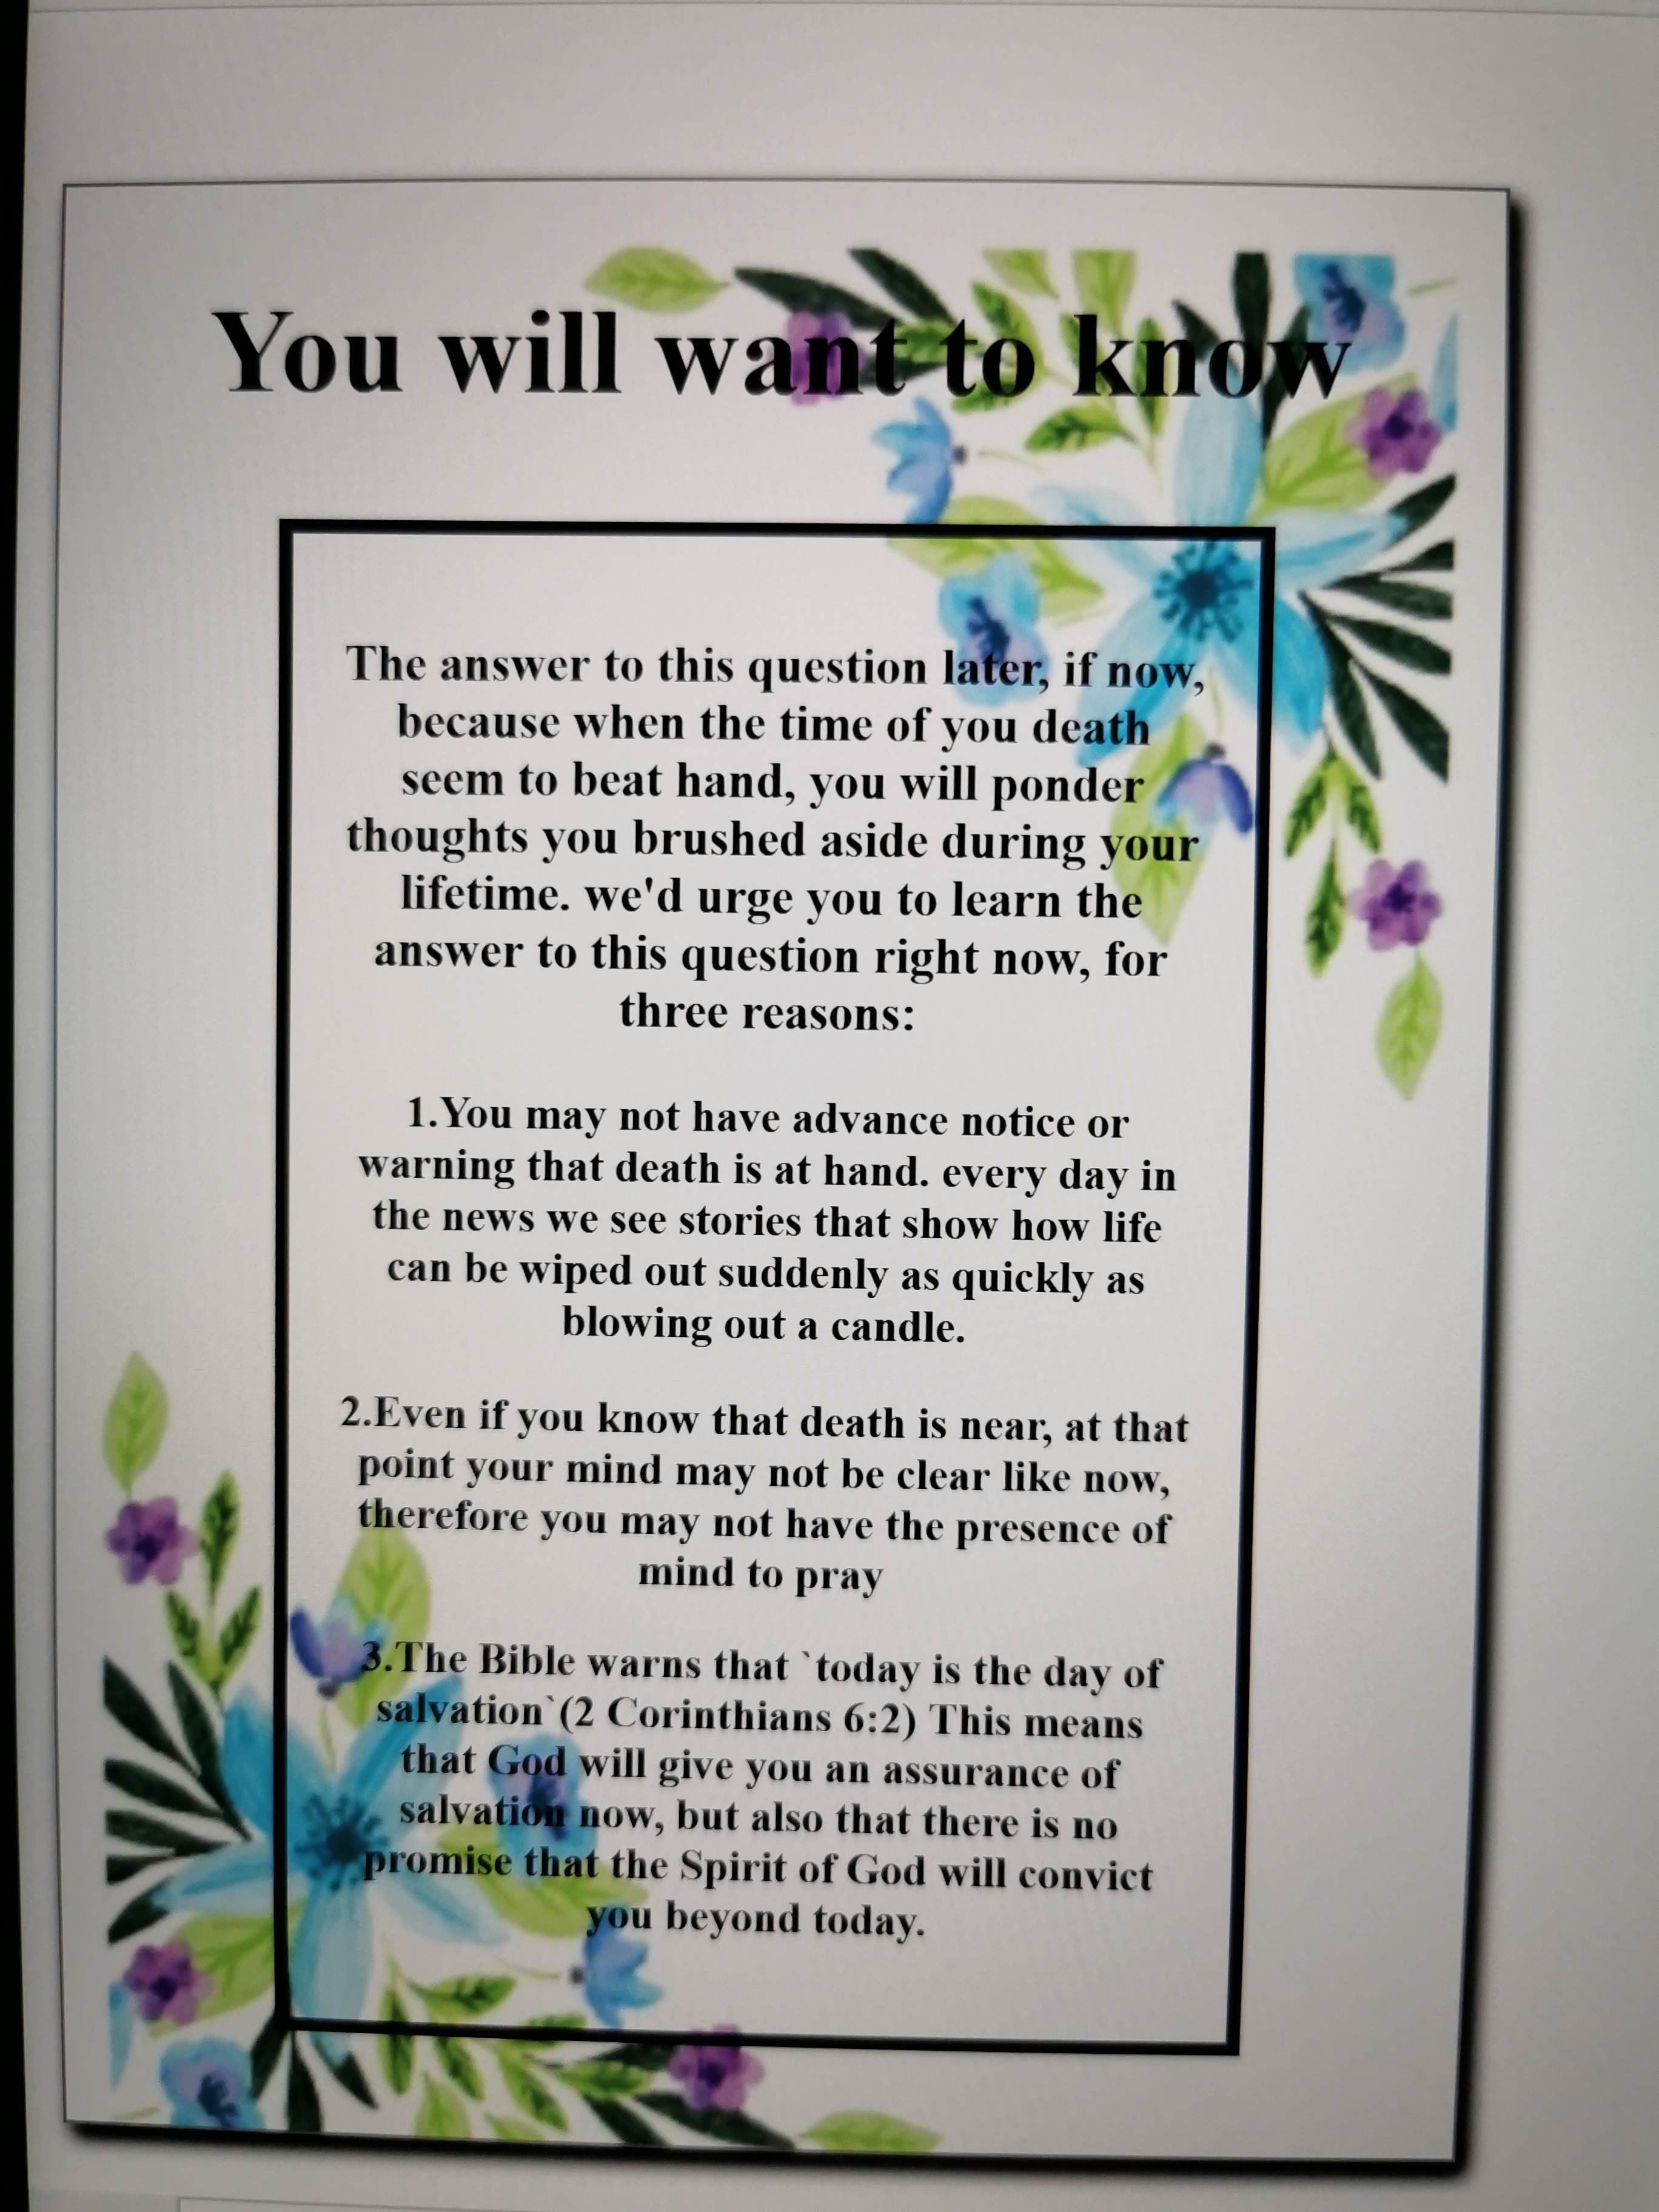 You will want to know
The answer to this question later, if now,
because when the time of you death
seem to beat hand, you will ponder
thoughts you brushed aside during your
lifetime. we'd urge you to learn the
answer to this question right now, for
three reasons:
1.You may not have advance notice or
warning that death is at hand. every day in
the news we see stories that show how life
can be wiped out suddenly as quickly as
blowing out a candle.
2.Even if you know that death is near, at that
point your mind may not be clear like now,
therefore you may not have the presence of
mind to pray
3.The Bible warns that `today is the day of
salvation`(2 Corinthians 6:2) This means
that God will give you an assurance of
salvation now, but also that there is no
promise that the Spirit of God will convict
you beyond today.